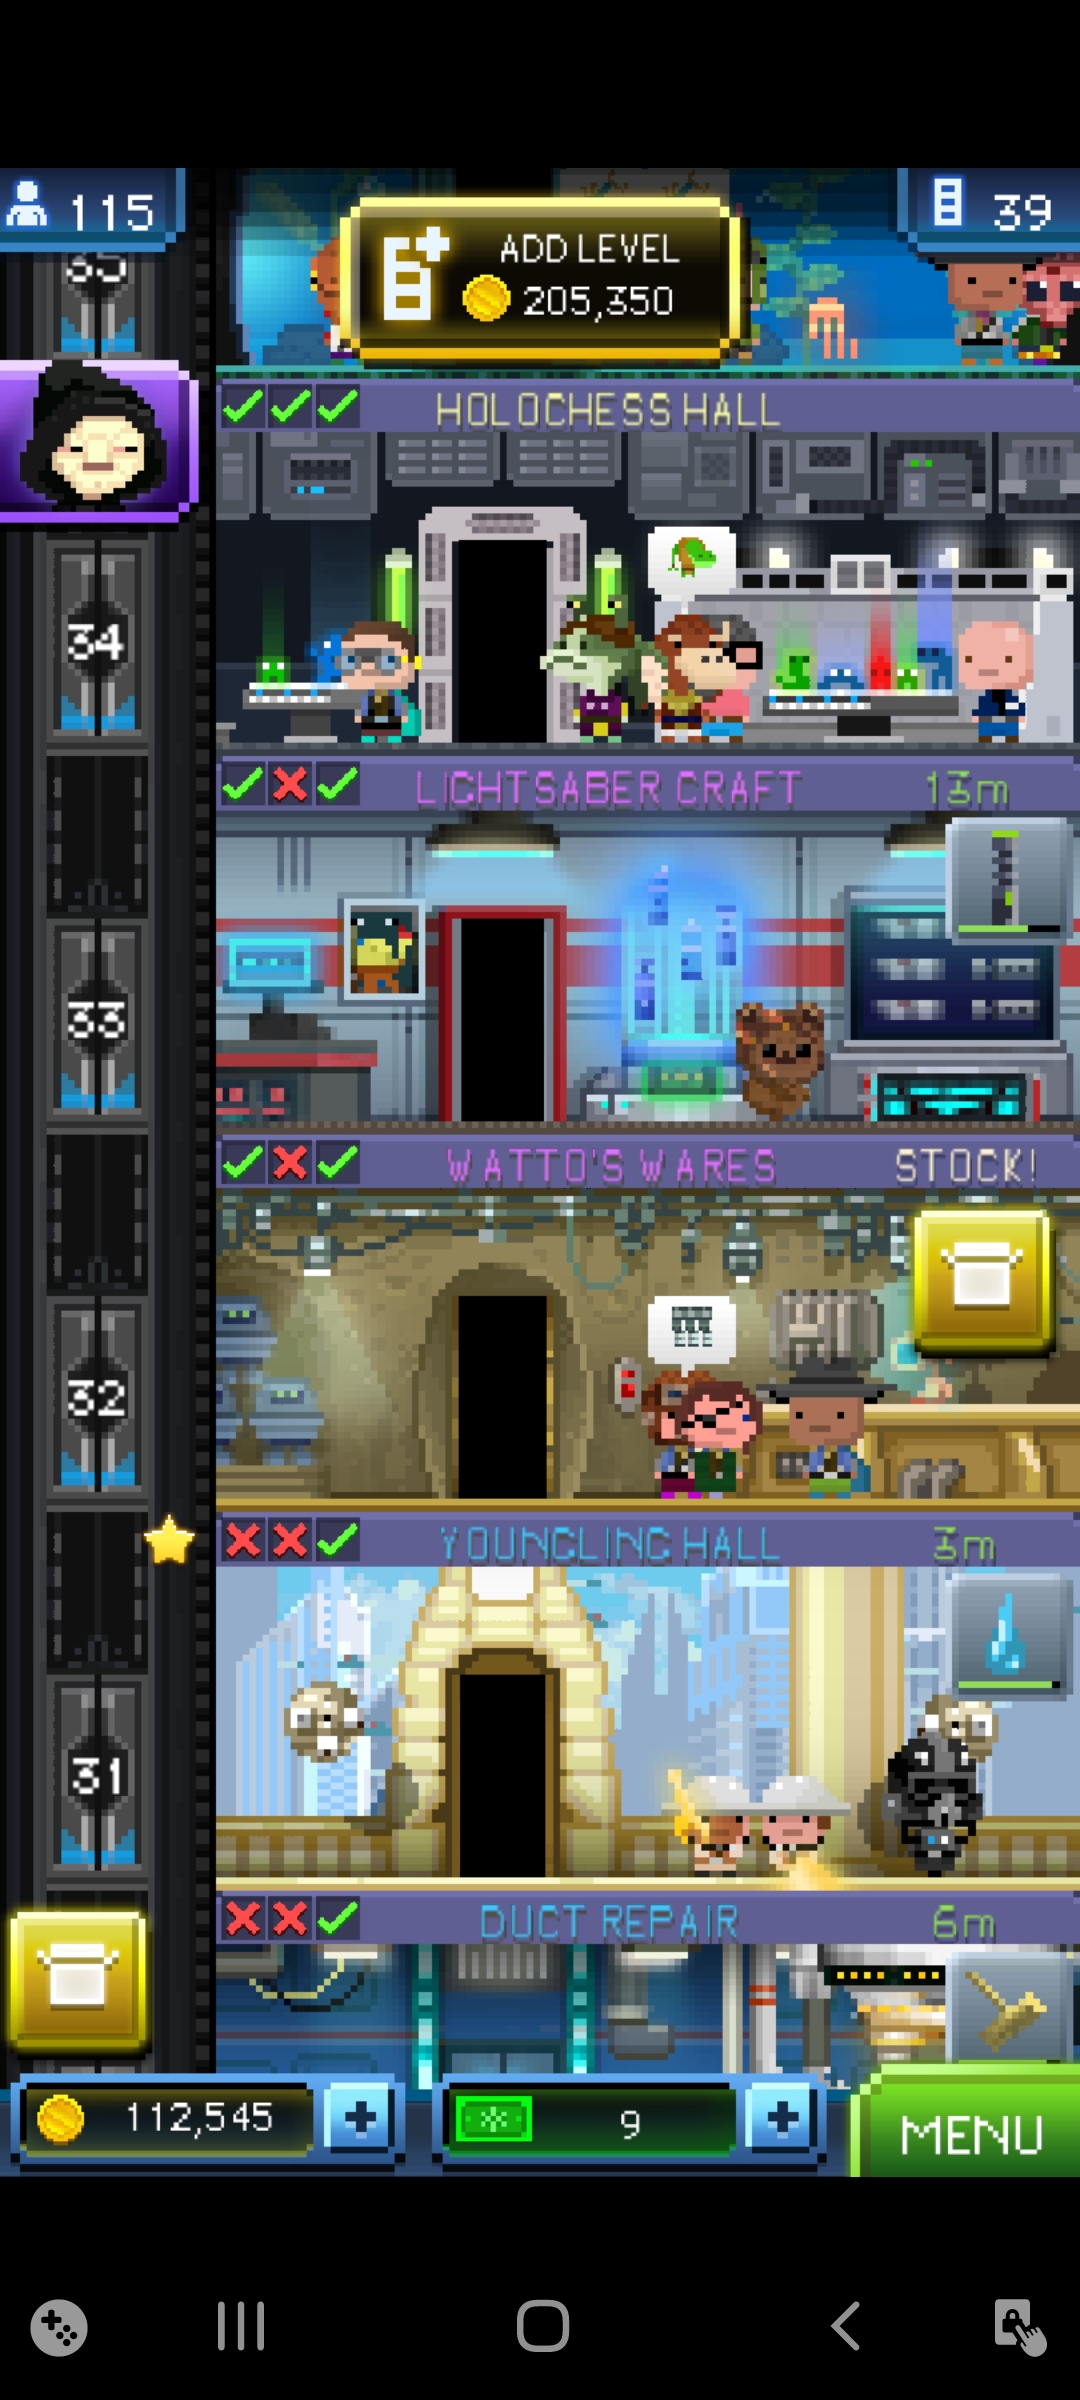 115
ADD LEVEL
205,350
39
35
HOLOCHESS HALL
34
LIGHTSABER CRAFT 13m
33
WATTO'S WARES STOCK!
32
YOUNGLING HALL 3m
31
DUCT REPAIR 6m
112,545
9
MENU